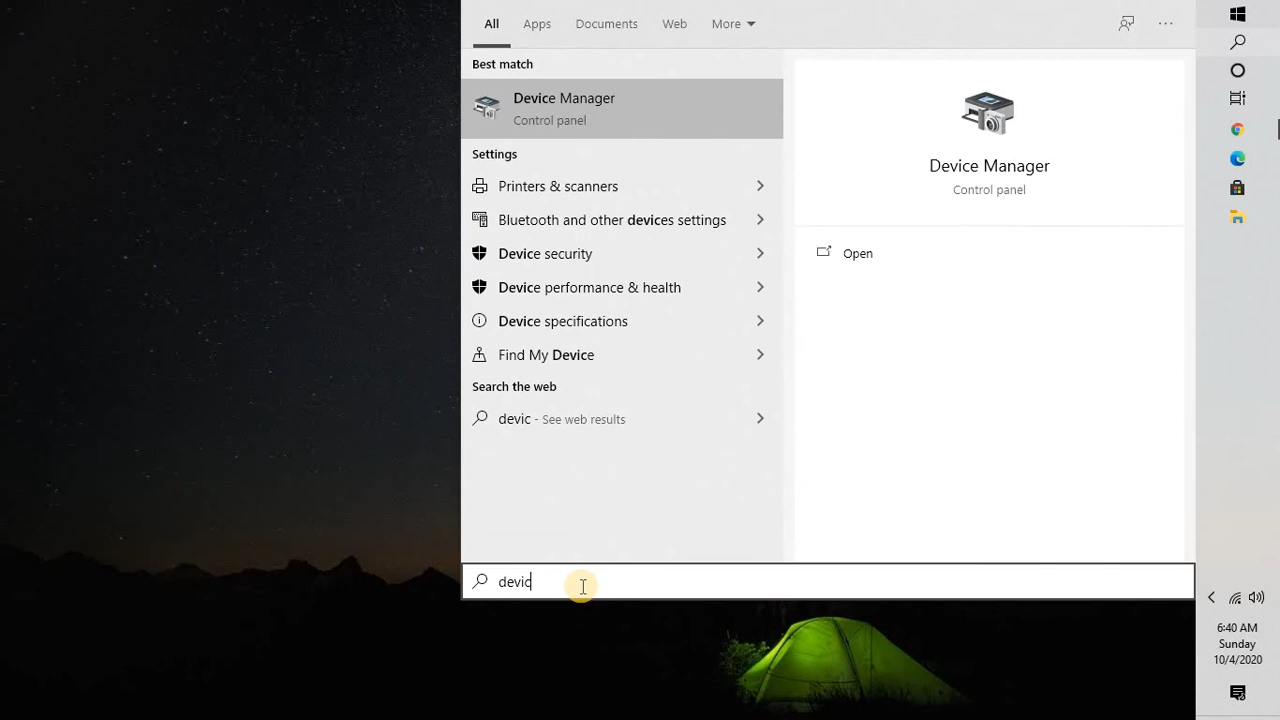 All Apps Documents Web More
Best match
Device Manager
Control panel
Settings
Printers & scanners
Bluetooth and other devices settings
Device security
Device performance & health
Device specifications
Find My Device
Search the web
devic - See web results
Device Manager
Control panel
Open
devic
6:40 AM
Sunday
10/4/2020